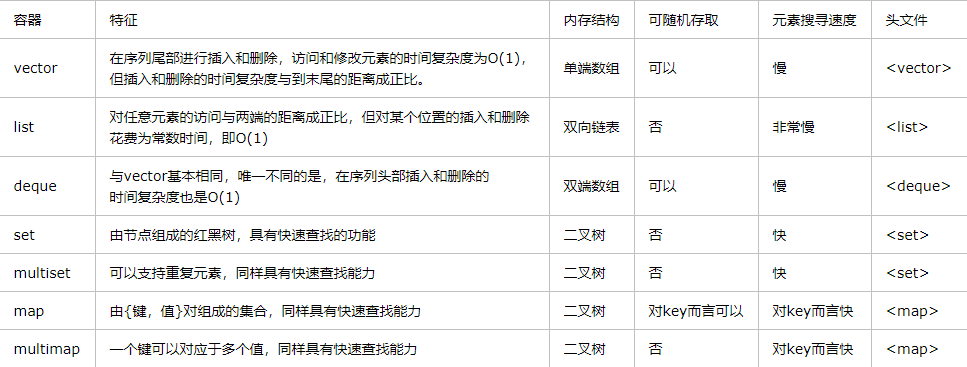 容器 特征 内存结构 可随机存取 元素搜寻速度 头文件
vector 在序列尾部进行插入和删除，访问和修改元素的时间复杂度为O(1)，
但插入和删除的时间复杂度与到末尾的距离成正比。 单端数组 可以 慢 <vector>
list 对任意元素的访问与两端的距离成正比，但对某个位置的插入和删除
花费为常数时间，即O(1) 双向链表 否 非常慢 <list>
deque 与vector基本相同，唯一不同的是，在序列头部插入和删除的
时间复杂度也是O(1) 双端数组 可以 慢 <deque>
set 由节点组成的红黑树，具有快速查找的功能 二叉树 否 快 <set>
multiset 可以支持重复元素，同样具有快速查找能力 二叉树 否 快 <set>
map 由{键，值}对组成的集合，同样具有快速查找能力 二叉树 对key而言可以 对key而言快 <map>
multimap 一个键可以对应于多个值，同样具有快速查找能力 二叉树 否 对key而言快 <map>